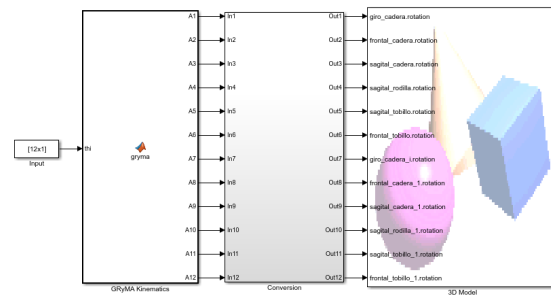 A1 In1 Out1 giro_cadera.rotation
A2 In2 Out2 frontal_cadera.rotation
A3 In3 Out3 sagital_cadera.rotation
A4 In4 Out4 sagital_rodilla.rotation
A5 In5 Out5 sagital_tobillo.rotation
A6 In6 Out6 frontal_tobillo.rotation
[12x1] thi gryma A7 In7 Out7 giro_cadera_i.rotation
Input
A8 In8 Out8 frontal_cadera_1.rotation
A9 In9 Out9 sagital_cadera_1.rotation
A10 In10 Out10 sagital_rodilla_1.rotation
A11 In11 Out11 sagital_tobillo_1.rotation
A12 In12 Out12 frontal_tobillo_1.rotation
GRyMA Kinematics Conversion 3D Model